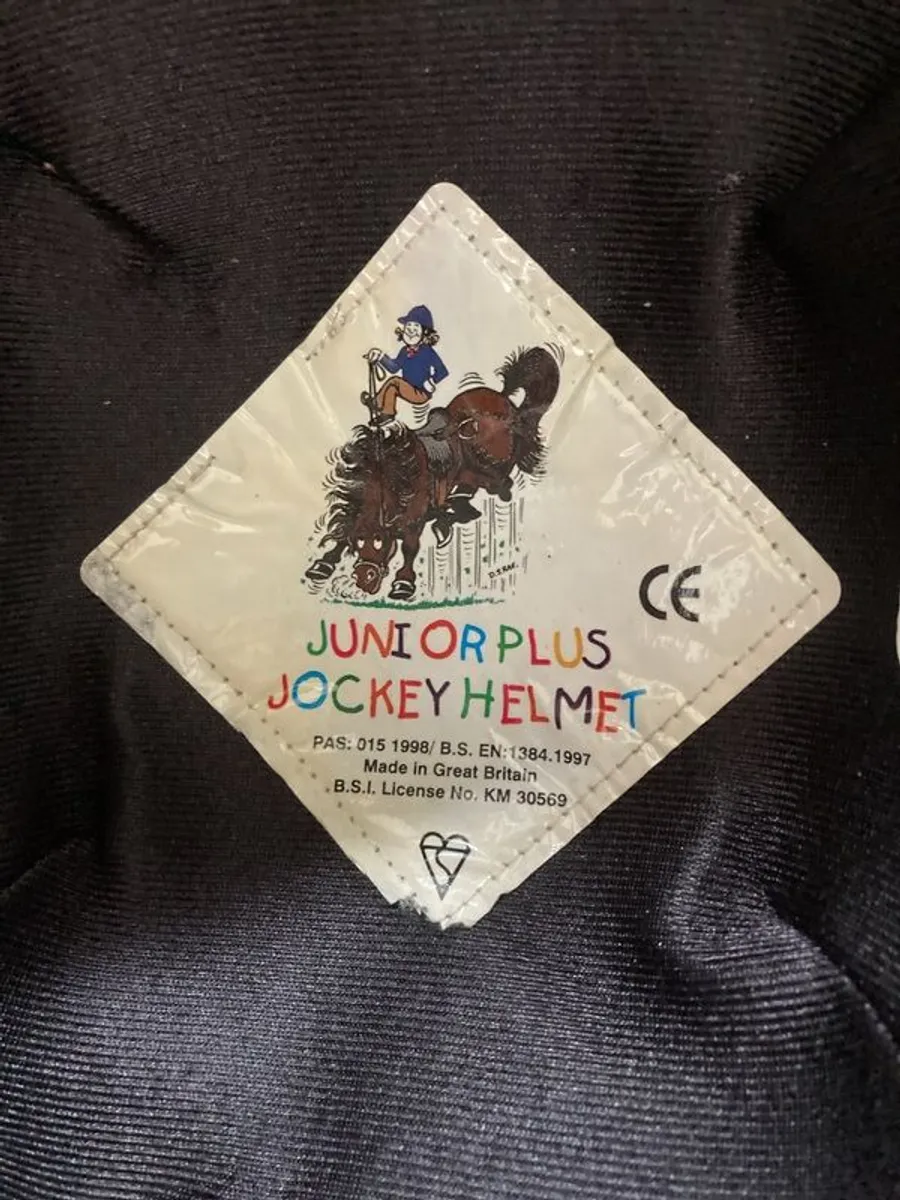 CE
JUNIOR PLUS
JOCKEY HELMET
PAS: 015 1998/ B.S. EN:1384.1997
Made in Great Britain
B.S.I. License No. KM 30569